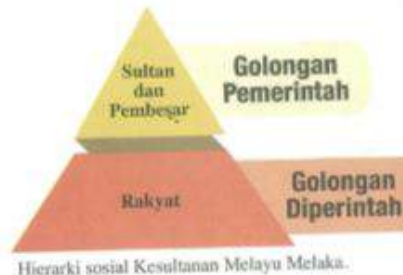 Sultan
dan
Pembesar
Golongan
Pemerintah
Rakyat
Golongan
Diperintah
Hierarki sosial Kesultanan Melayu Melaka.